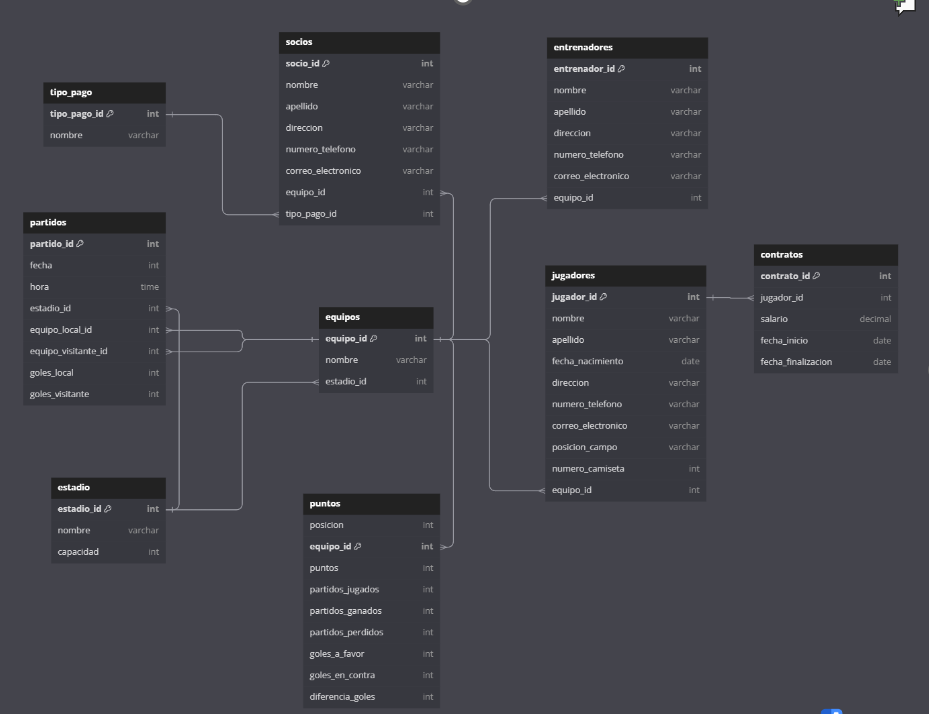 socios
socio_id int
nombre varchar
apellido varchar
direccion varchar
numero_telefono varchar
correo_electronico varchar
equipo_id int
tipo_pago_id int
entrenadores
entrenador_id int
nombre varchar
apellido varchar
direccion varchar
numero_telefono varchar
correo_electronico varchar
equipo_id int
tipo_pago
tipo_pago_id int
nombre varchar
partidos
partido_id int
fecha int
hora time
estadio_id int
equipo_local_id int
equipo_visitante_id int
goles_local int
goles_visitante int
equipos
equipo_id int
nombre varchar
estadio_id int
jugadores
jugador_id int
nombre varchar
apellido varchar
fecha_nacimiento date
direccion varchar
numero_telefono varchar
correo_electronico varchar
posicion_campo varchar
numero_camiseta int
equipo_id int
contratos
contrato_id int
jugador_id int
salario decimal
fecha_inicio date
fecha_finalizacion date
estadio
estadio_id int
nombre varchar
capacidad int
puntos
posicion int
equipo_id int
puntos int
partidos_jugados int
partidos_ganados int
partidos_perdidos int
goles_a_favor int
goles_en_contra int
diferencia_goles int